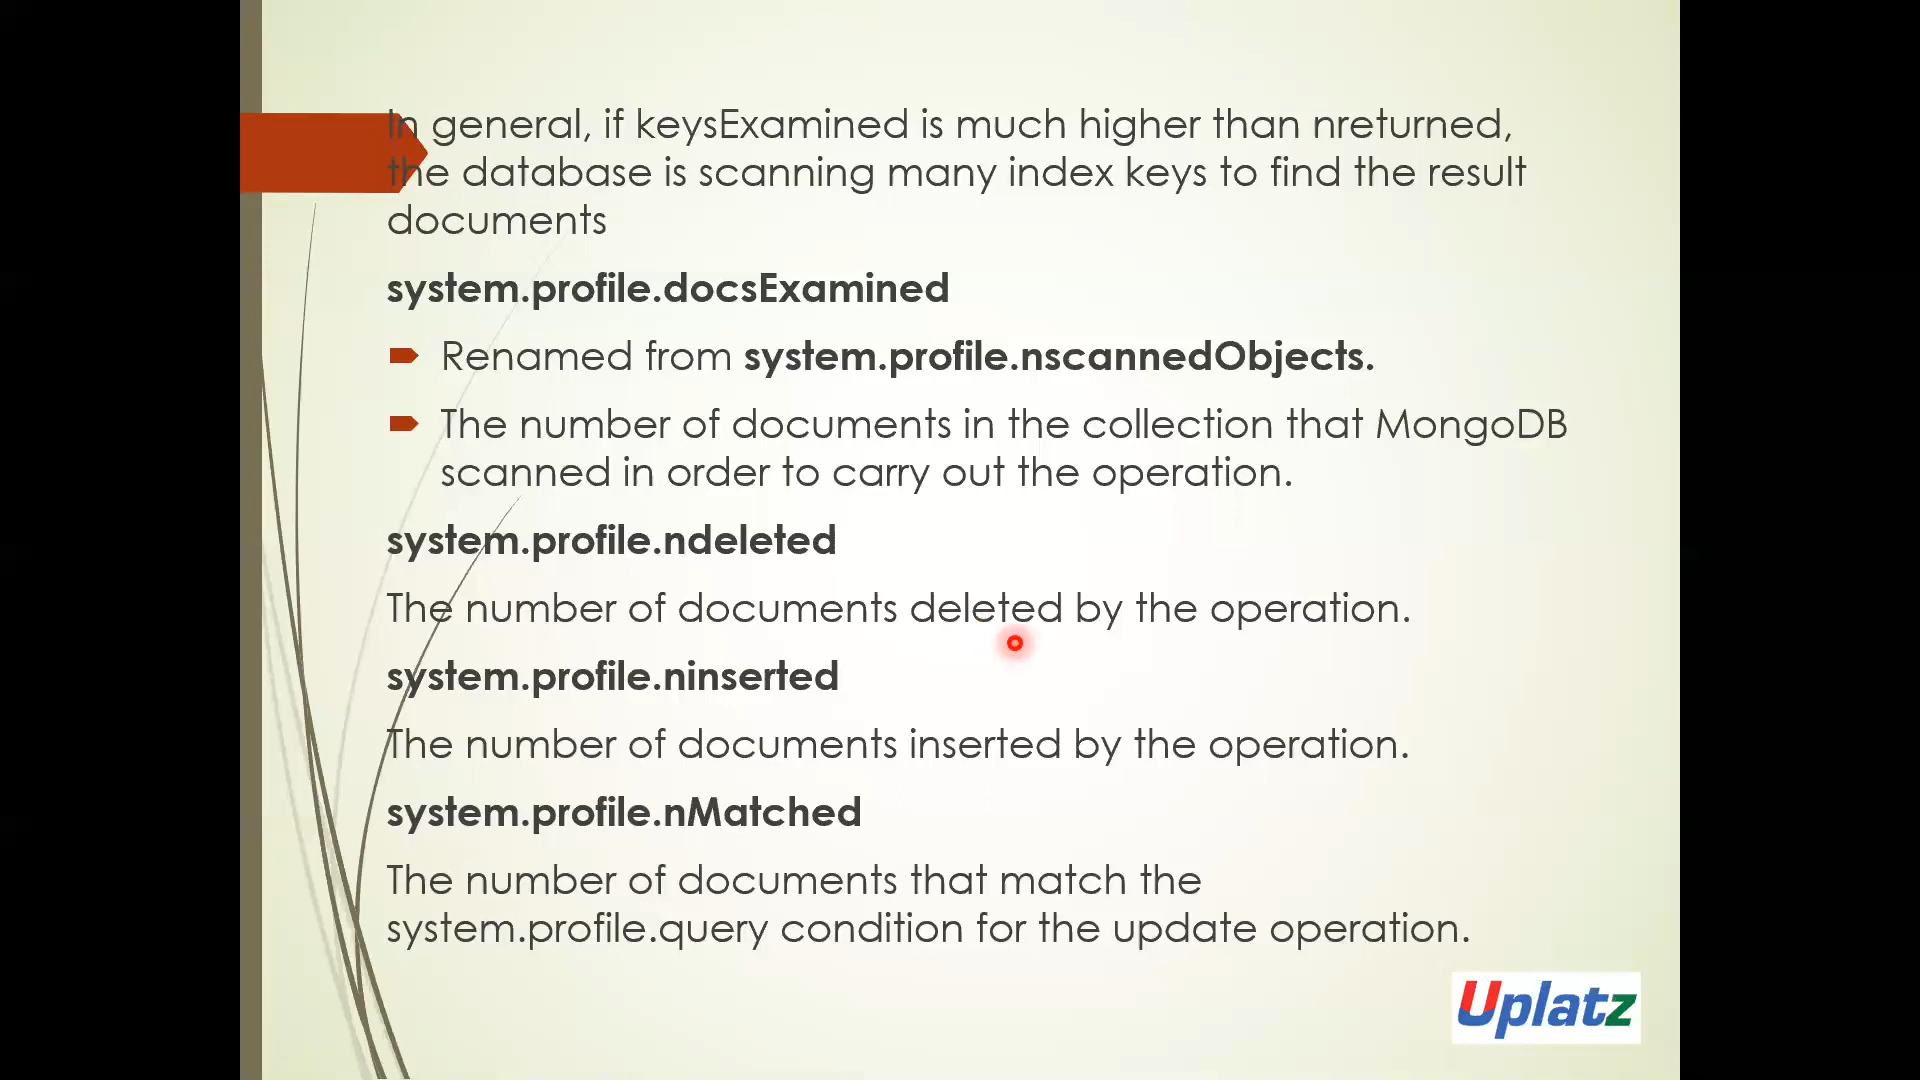 In general, if keysExamined is much higher than nreturned,
the database is scanning many index keys to find the result
documents
system.profile.docsExamined
Renamed from system.profile.nscannedObjects.
The number of documents in the collection that MongoDB
scanned in order to carry out the operation.
system.profile.ndeleted
The number of documents deleted by the operation.
system.profile.ninserted
The number of documents inserted by the operation.
system.profile.nMatched
The number of documents that match the
system.profile.query condition for the update operation.
Uplatz